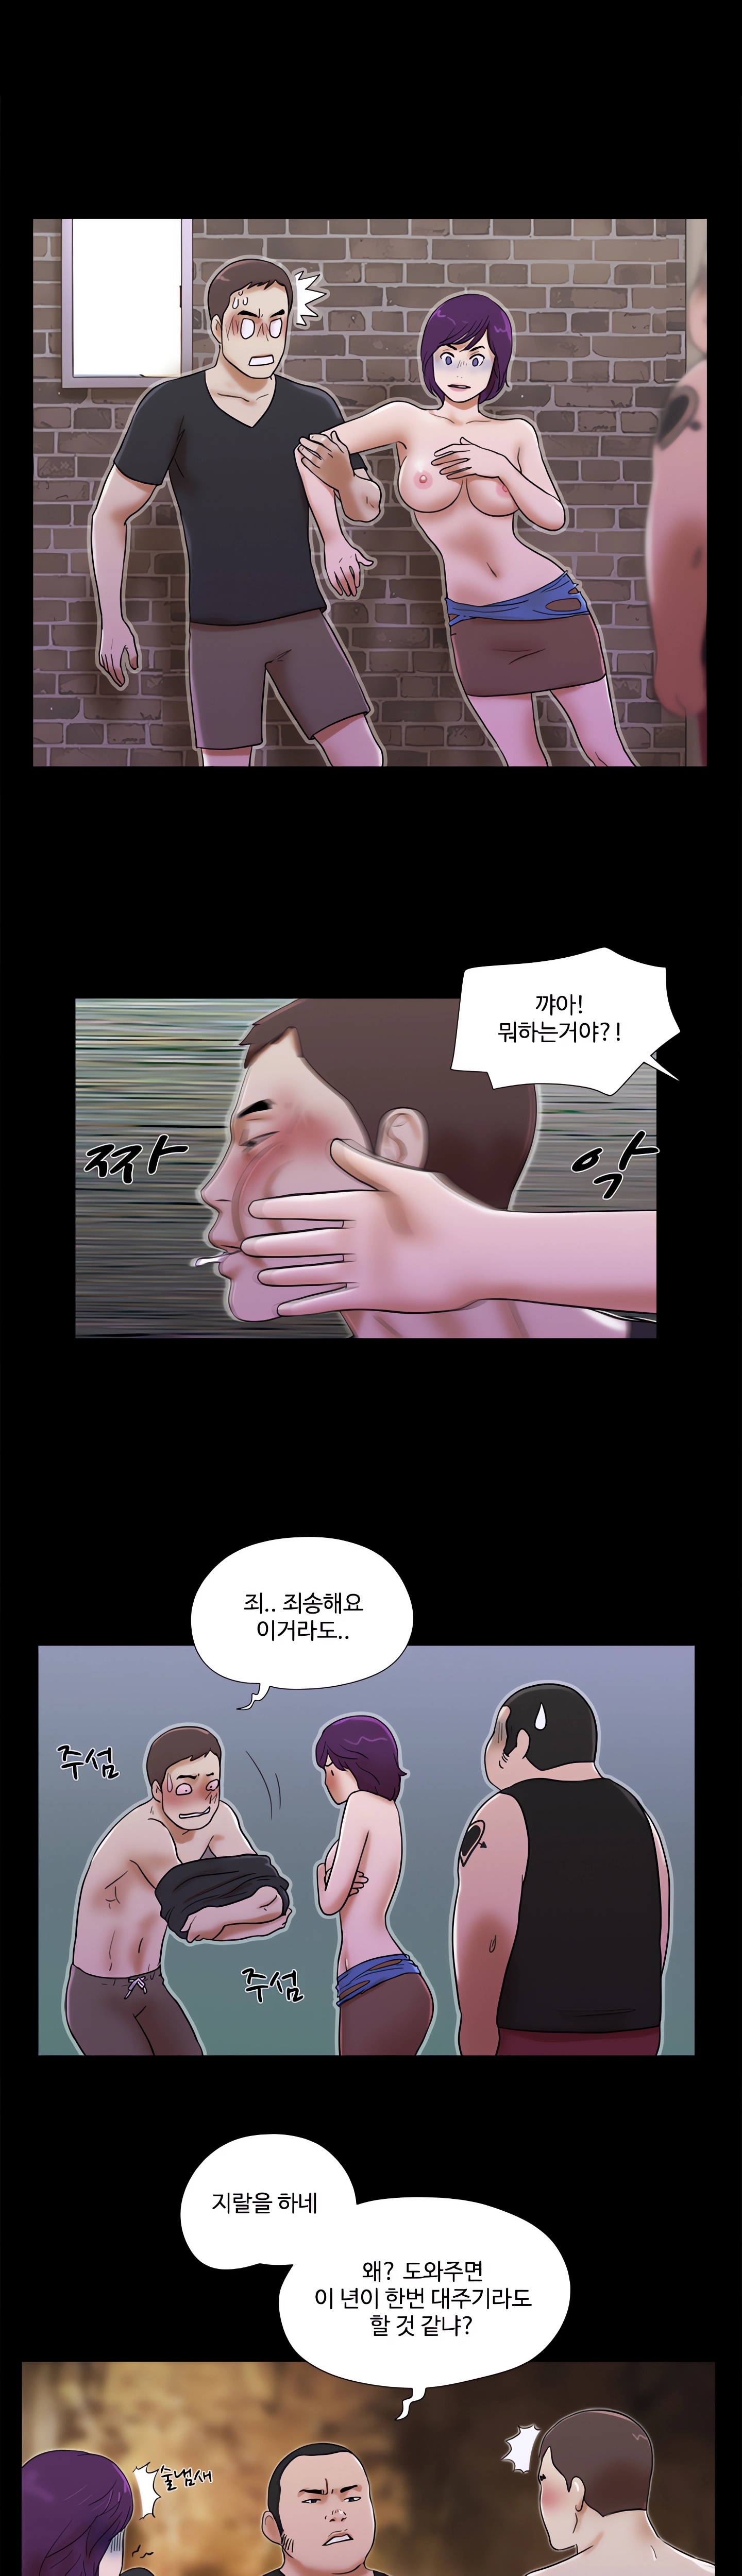 꺄아!
뭐하는거야?!
짜
악
죄.. 죄송해요
이거라도..
주섬
주섬
지랄을 하네
왜? 도와주면
이 년이 한번 대주기라도
할 것 같냐?
술냄새